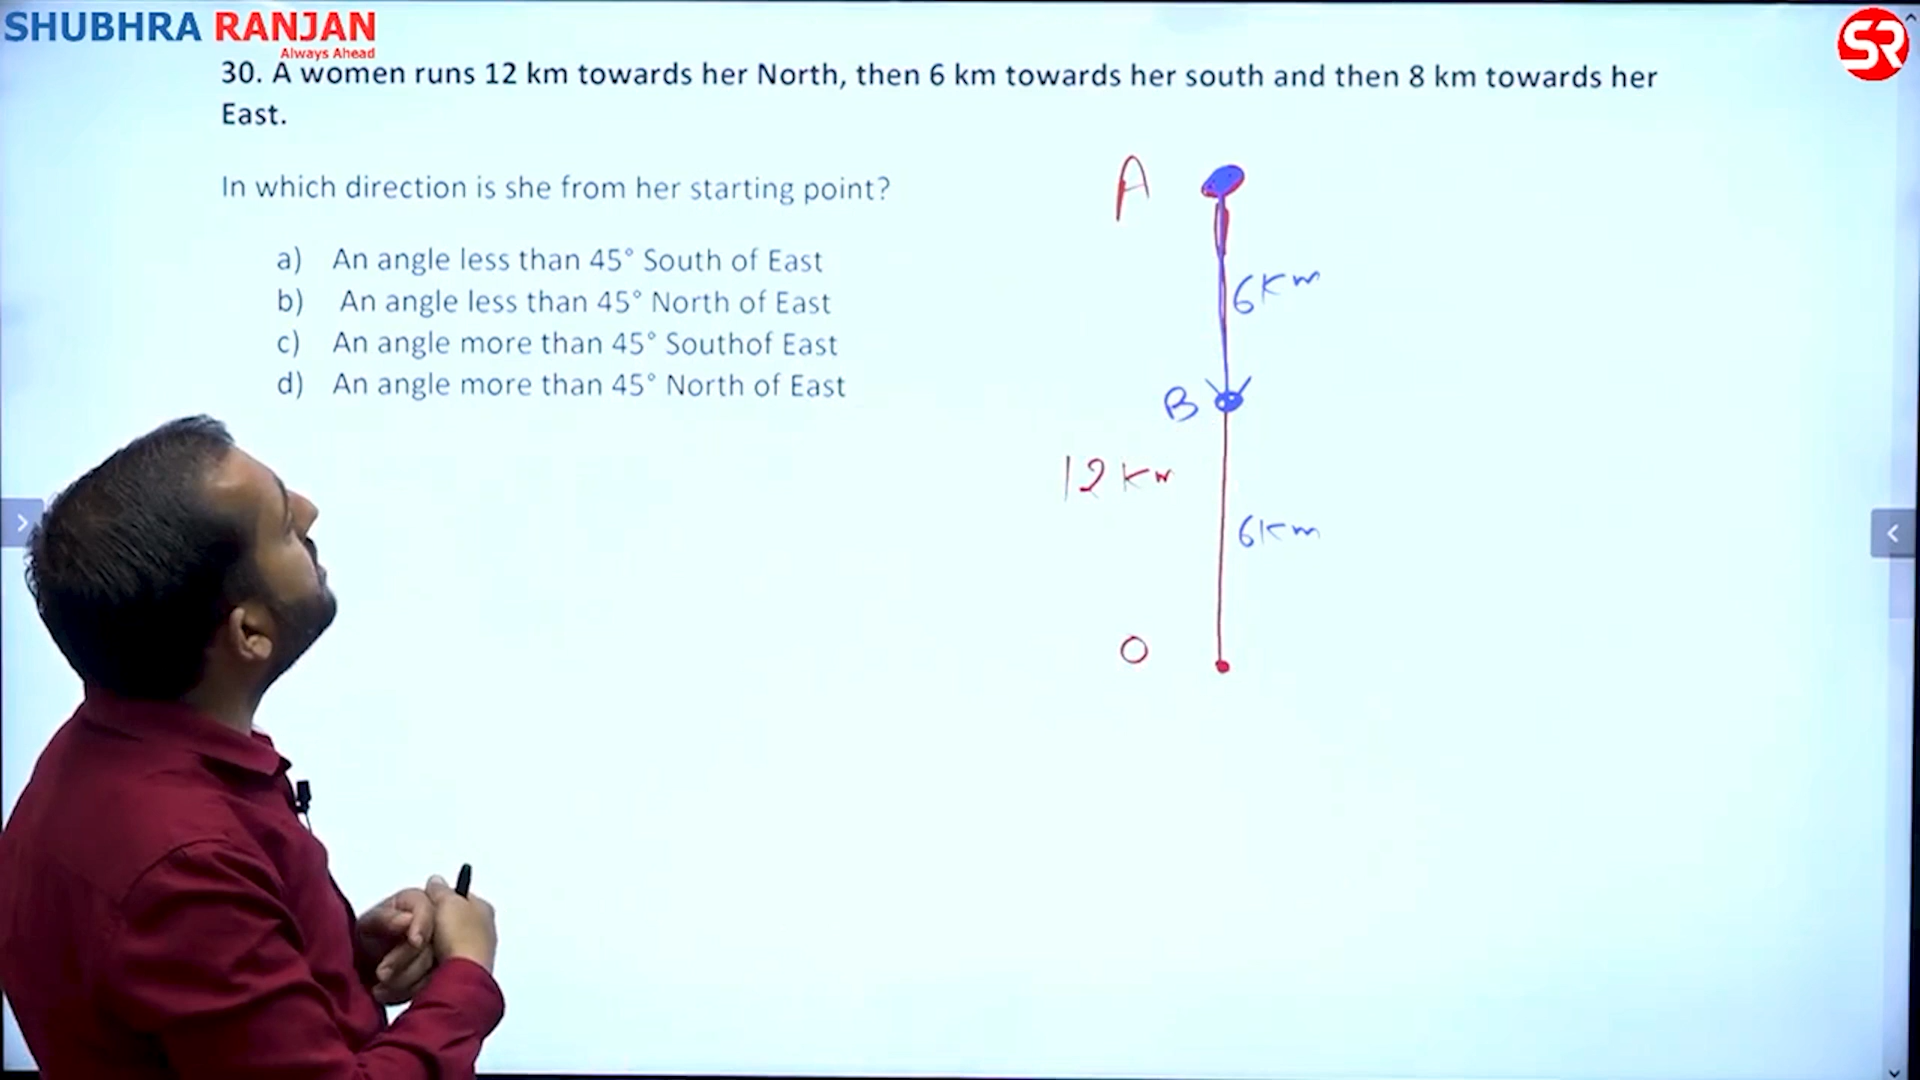 SHUBHRA RANJAN
Always Ahead
SR
30. A women runs 12 km towards her North, then 6 km towards her south and then 8 km towards her
East.
In which direction is she from her starting point?
a) An angle less than 45° South of East
b) An angle less than 45° North of East
c) An angle more than 45° Southof East
d) An angle more than 45° North of East
A
6Km
B
12 Km
6Km
O